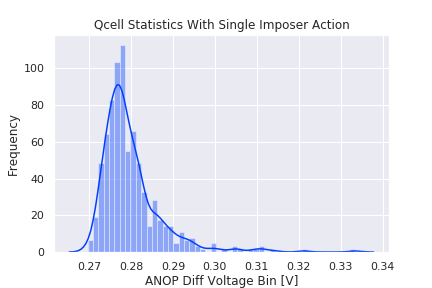 Qcell Statistics With Single Imposer Action
Frequency
100
80
60
40
20
0
0.27 0.28 0.29 0.30 0.31 0.32 0.33 0.34
ANOP Diff Voltage Bin [V]